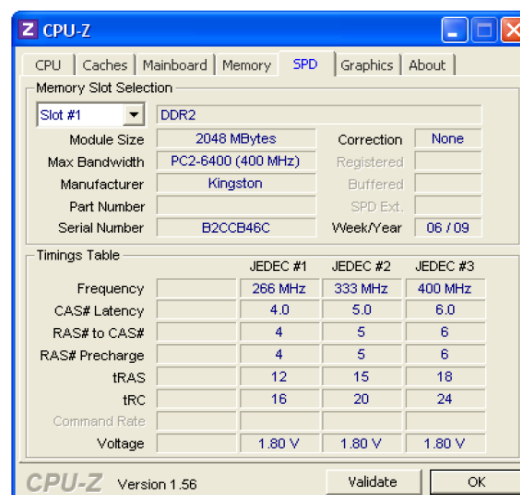 Z CPU-Z
CPU Caches Mainboard Memory SPD Graphics About
Memory Slot Selection
Slot #1 DDR2
Module Size 2048 MBytes Correction None
Max Bandwidth PC2-6400 (400 MHz) Registered
Manufacturer Kingston Buffered
Part Number SPD Ext.
Serial Number B2CCB46C Week/Year 06 / 09
Timings Table
JEDEC #1 JEDEC #2 JEDEC #3
Frequency 266 MHz 333 MHz 400 MHz
CAS# Latency 4.0 5.0 6.0
RAS# to CAS# 4 5 6
RAS# Precharge 4 5 6
tRAS 12 15 18
tRC 16 20 24
Command Rate
Voltage 1.80 V 1.80 V 1.80 V
CPU-Z Version 1.56 Validate OK